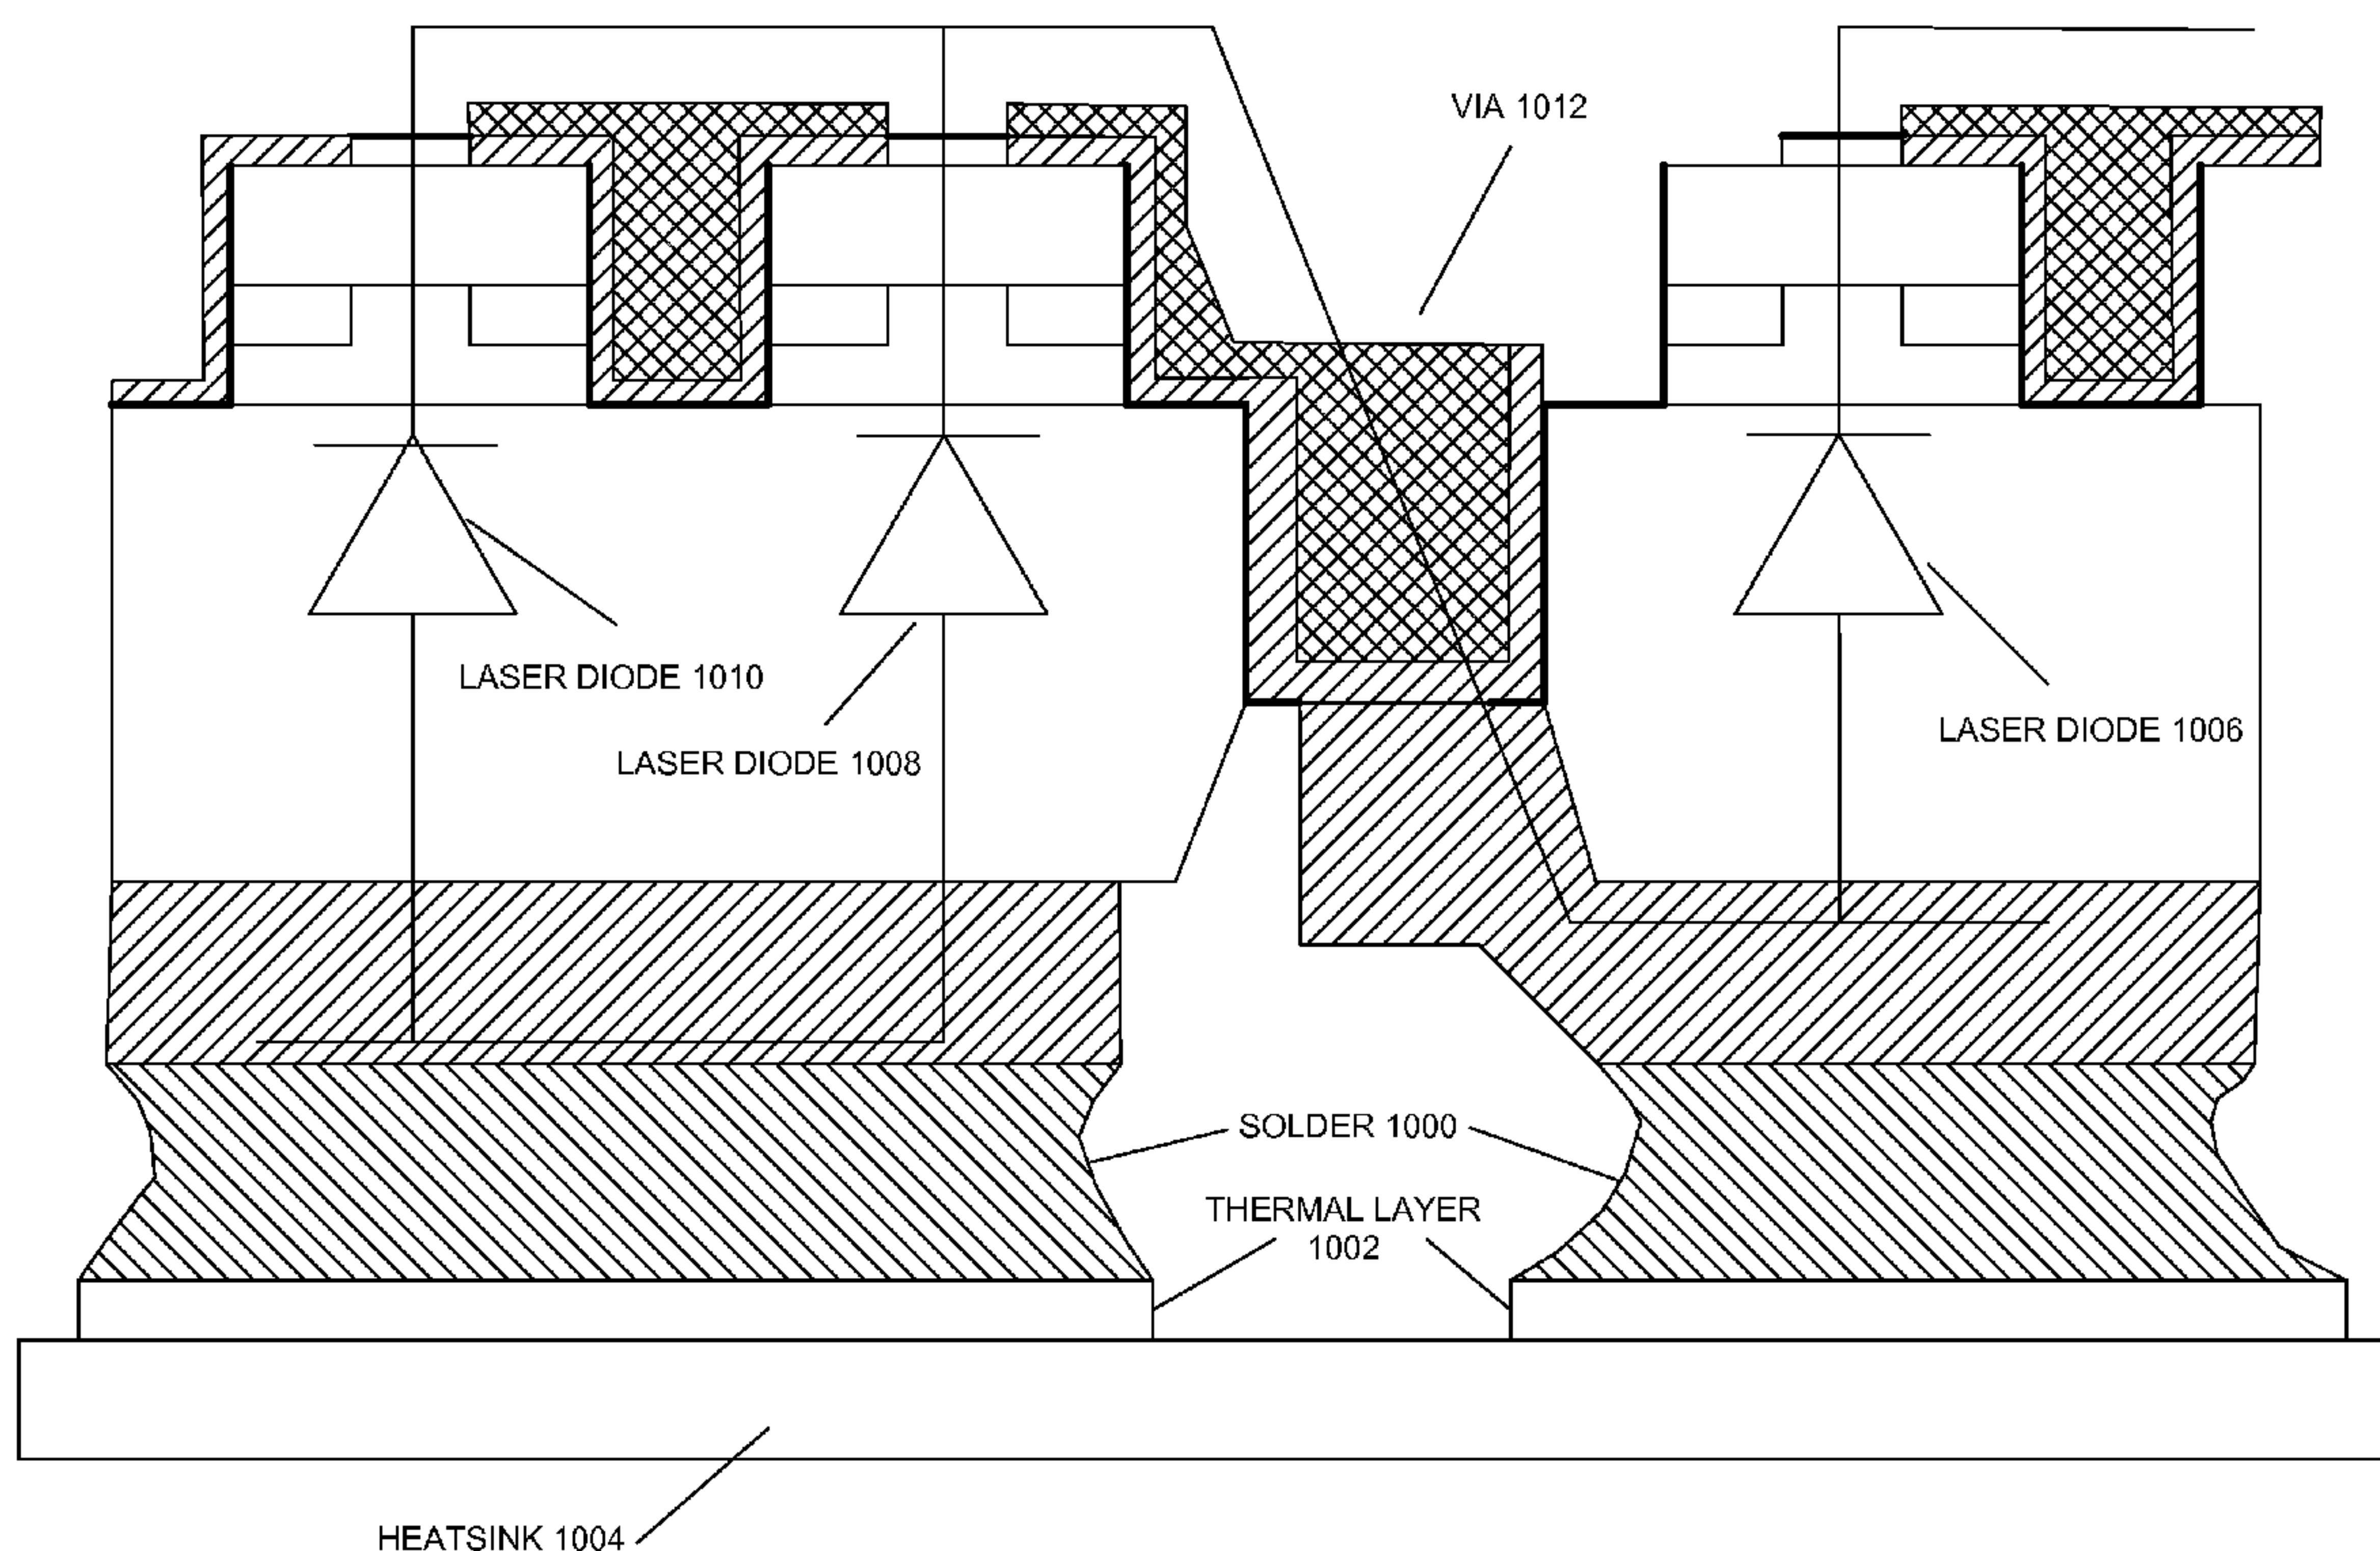 VIA 1012
LASER DIODE 1010
LASER DIODE 1008
LASER DIODE 1006
SOLDER 1000
THERMAL LAYER
1002
HEATSINK 1004